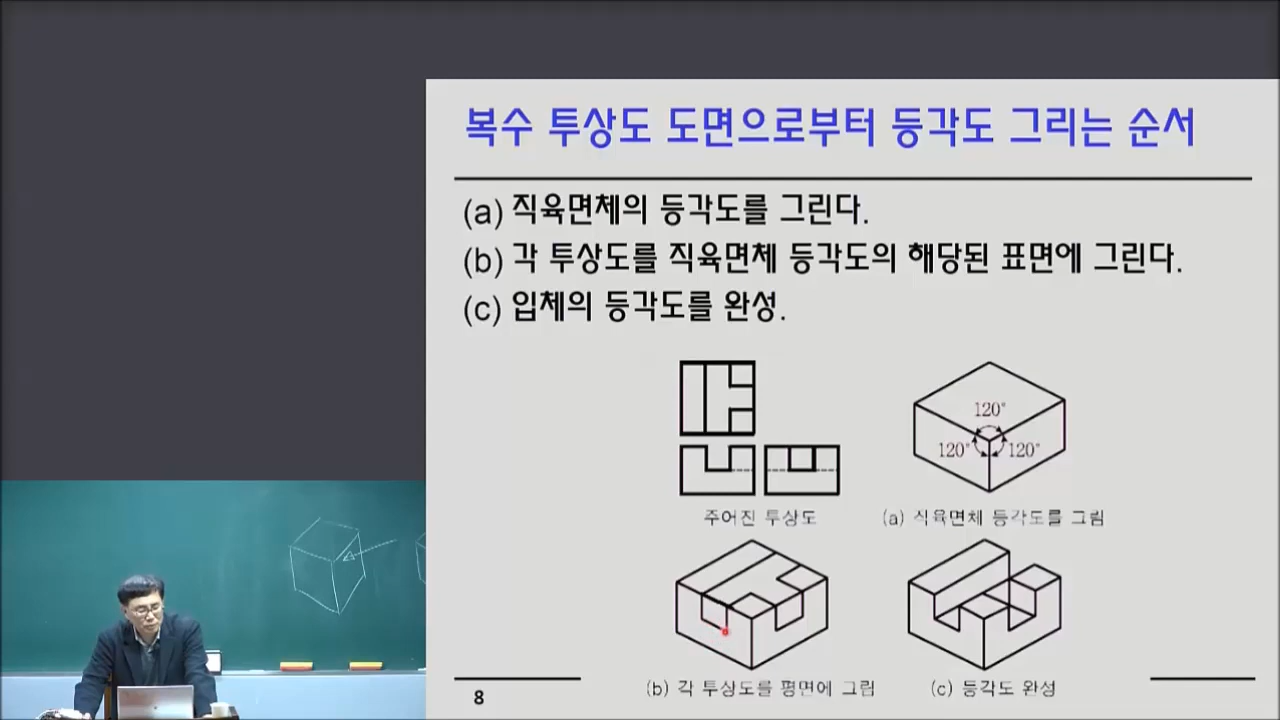 복수 투상도 도면으로부터 등각도 그리는 순서
(a) 직육면체의 등각도를 그린다.
(b) 각 투상도를 직육면체 등각도의 해당된 표면에 그린다.
(c) 입체의 등각도를 완성.
120°
120°
120°
주어진 투상도
(a) 직육면체 등각도를 그림
(b) 각 투상도를 평면에 그림
(c) 등각도 완성
8